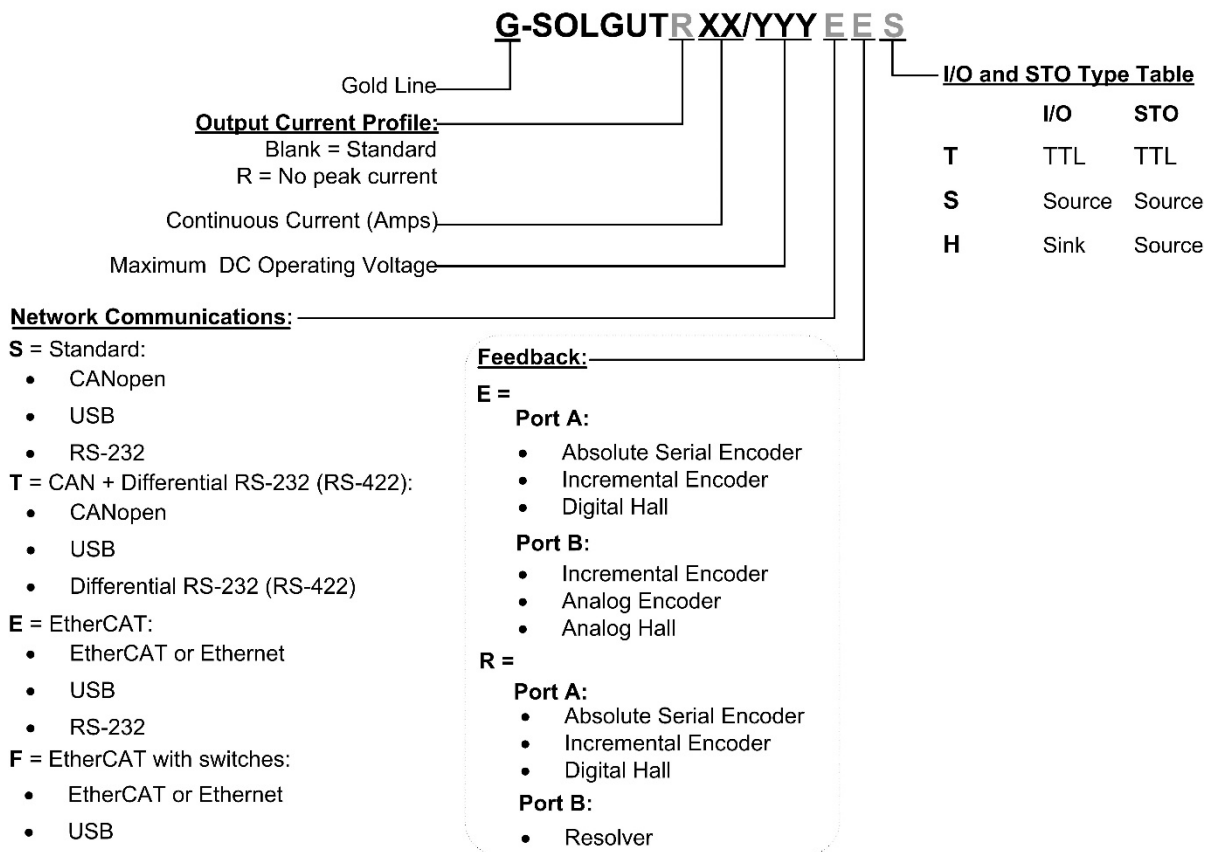 G-SOLGUTR XX/YYY E E S
Gold Line
Output Current Profile:
Blank = Standard
R = No peak current
Continuous Current (Amps)
Maximum DC Operating Voltage
I/O and STO Type Table
I/O STO
T TTL TTL
S Source Source
H Sink Source
Network Communications:
S = Standard:
• CANopen
• USB
• RS-232
T = CAN + Differential RS-232 (RS-422):
• CANopen
• USB
• Differential RS-232 (RS-422)
E = EtherCAT:
• EtherCAT or Ethernet
• USB
• RS-232
F = EtherCAT with switches:
• EtherCAT or Ethernet
• USB
Feedback:
E =
Port A:
• Absolute Serial Encoder
• Incremental Encoder
• Digital Hall
Port B:
• Incremental Encoder
• Analog Encoder
• Analog Hall
R =
Port A:
• Absolute Serial Encoder
• Incremental Encoder
• Digital Hall
Port B:
• Resolver